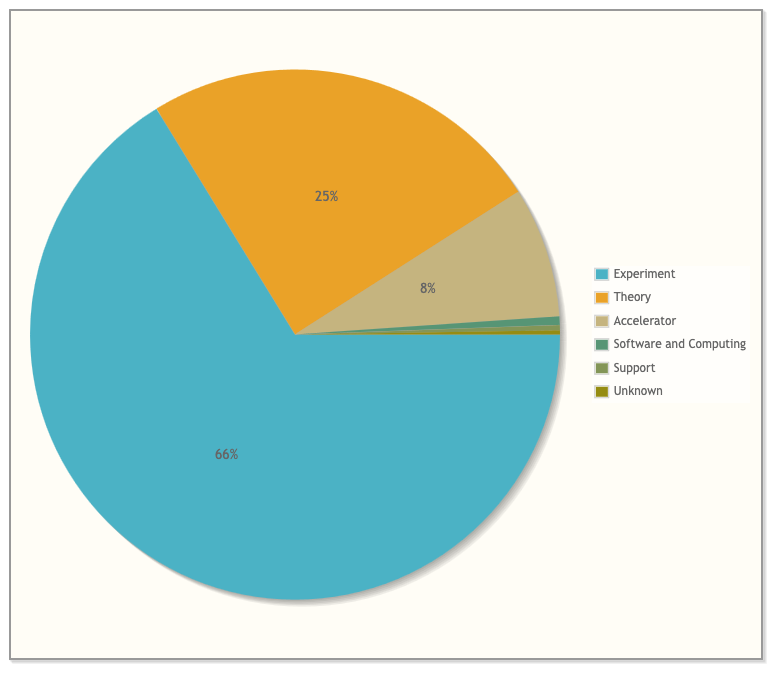 25%
8%
66%
Experiment
Theory
Accelerator
Software and Computing
Support
Unknown